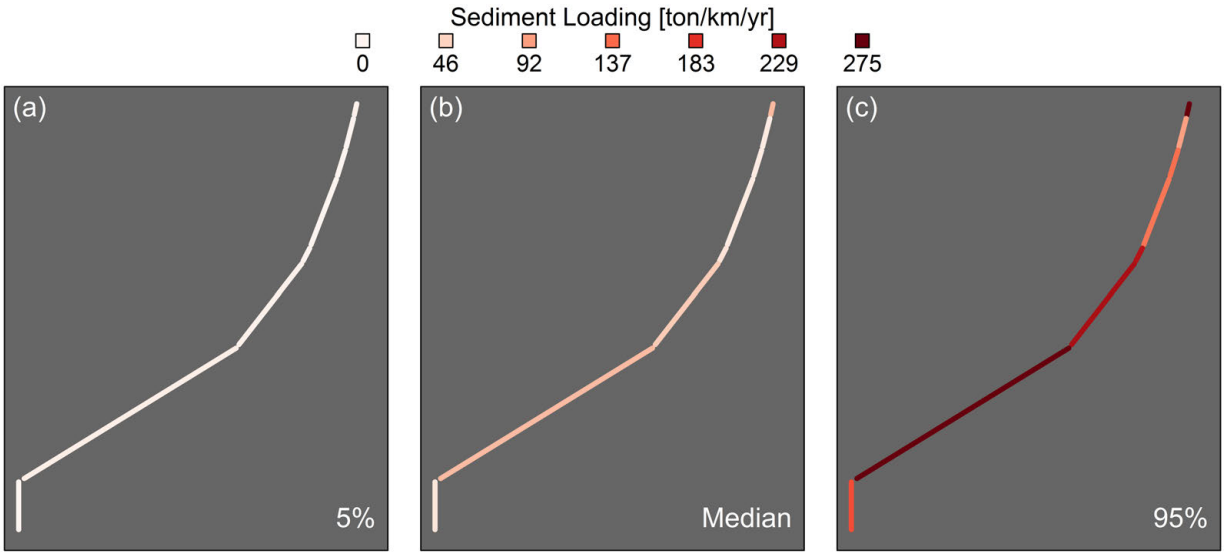 Sediment Loading [ton/km/yr]
0 46 92 137 183 229 275
(a) (b) (c)
5% Median 95%